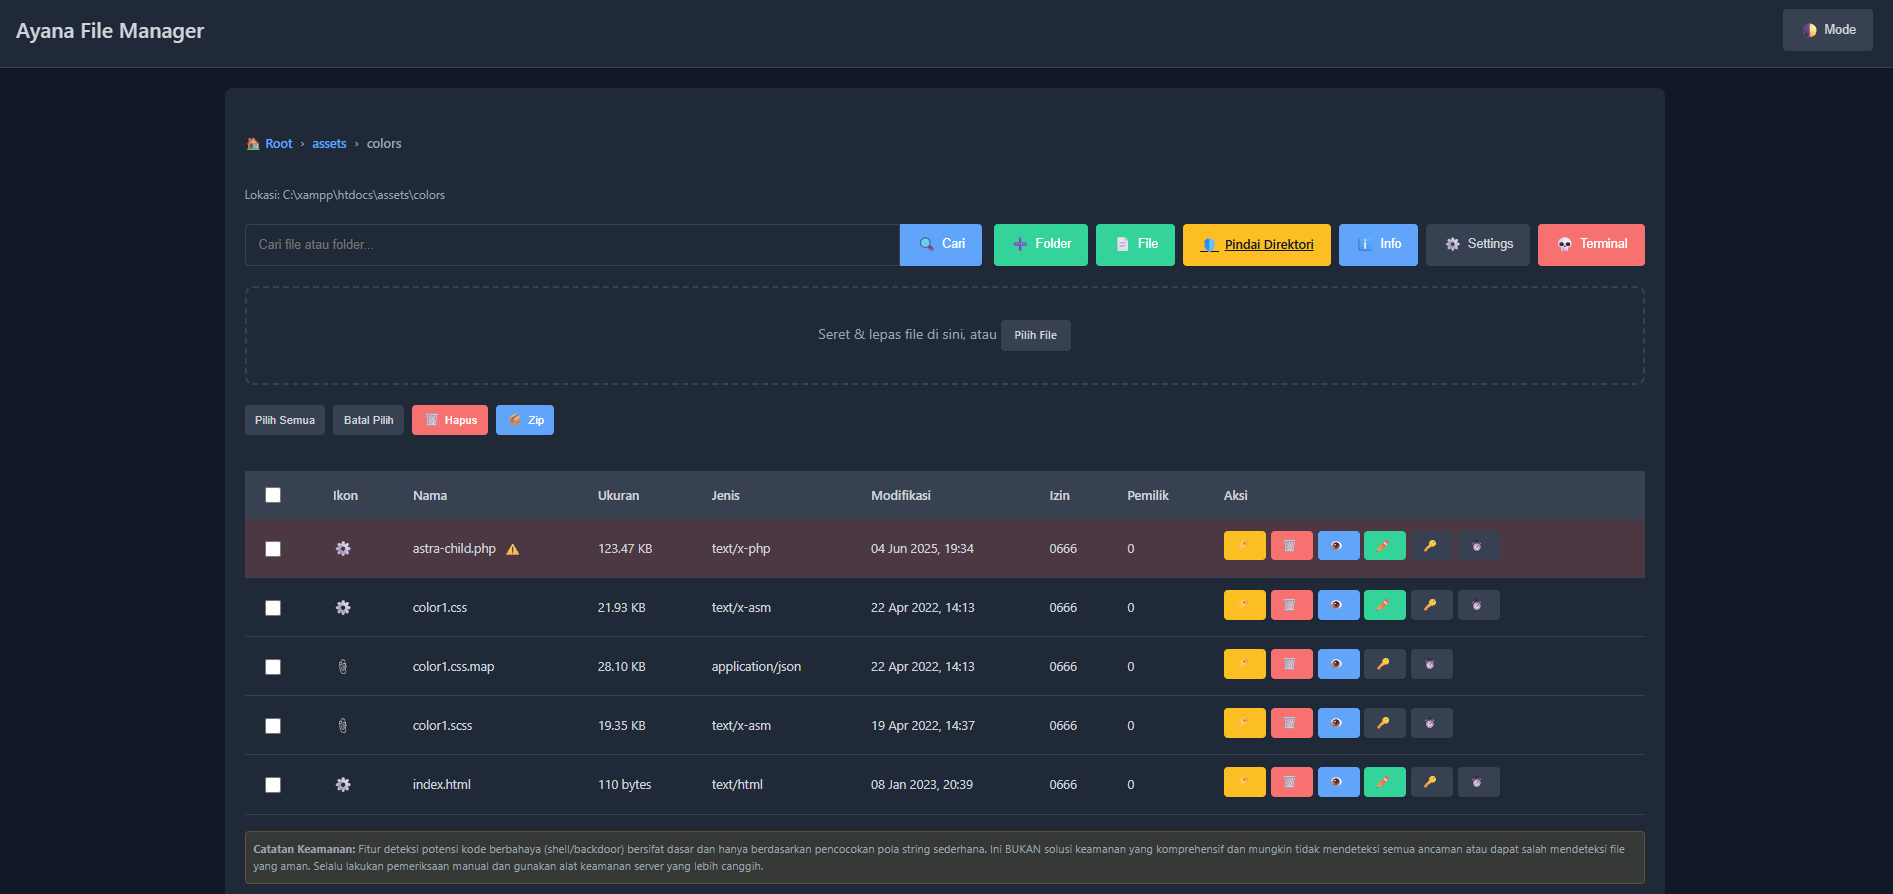 Ayana File Manager
Mode
Root › assets › colors
Lokasi: C:\xampp\htdocs\assets\colors
Cari file atau folder...
Cari
Folder
File
Pindai Direktori
Info
Settings
Terminal
Seret & lepas file di sini, atau Pilih File
Pilih Semua
Batal Pilih
Hapus
Zip
Ikon Nama Ukuran Jenis Modifikasi Izin Pemilik Aksi
astra-child.php 123.47 KB text/x-php 04 Jun 2025, 19:34 0666 0
color1.css 21.93 KB text/x-asm 22 Apr 2022, 14:13 0666 0
color1.css.map 28.10 KB application/json 22 Apr 2022, 14:13 0666 0
color1.scss 19.35 KB text/x-asm 19 Apr 2022, 14:37 0666 0
index.html 110 bytes text/html 08 Jan 2023, 20:39 0666 0
Catatan Keamanan: Fitur deteksi potensi kode berbahaya (shell/backdoor) bersifat dasar dan hanya berdasarkan pencocokan pola string sederhana. Ini BUKAN solusi keamanan yang komprehensif dan mungkin tidak mendeteksi semua ancaman atau dapat salah mendeteksi file
yang aman. Selalu lakukan pemeriksaan manual dan gunakan alat keamanan server yang lebih canggih.